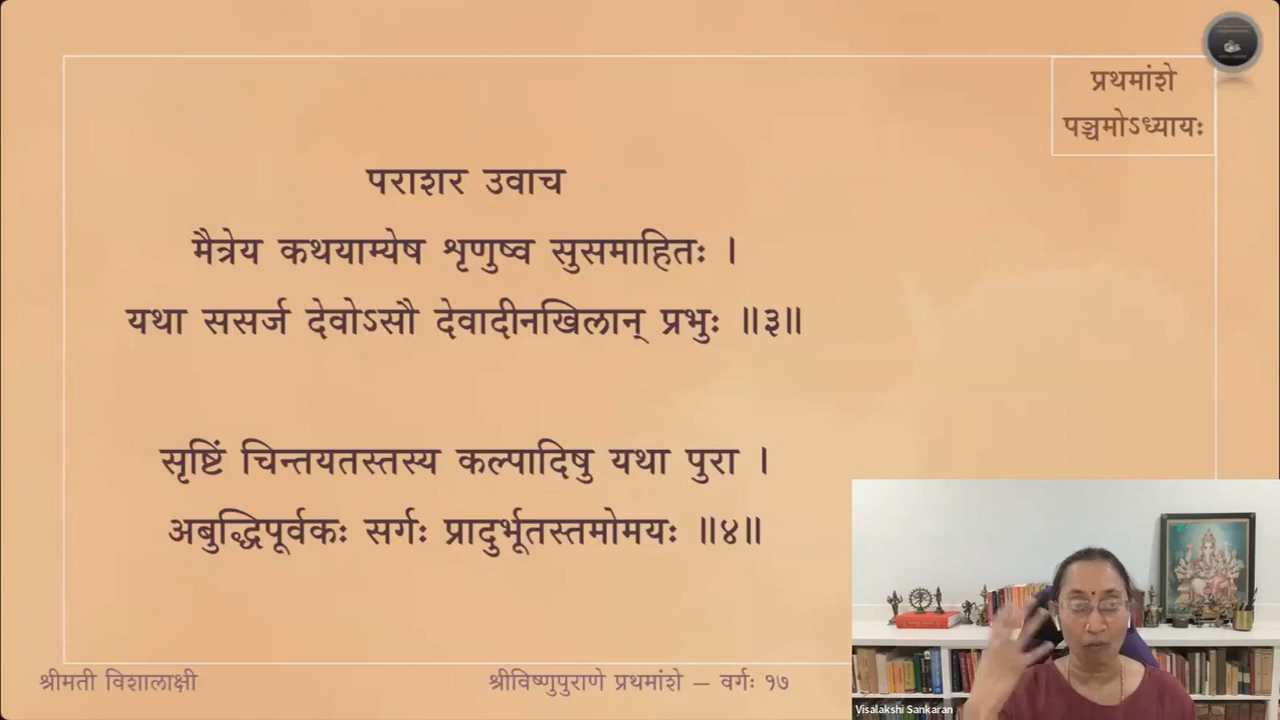 प्रथमांशे
पञ्चमोऽध्यायः
पराशर उवाच
मैत्रेय कथयाम्येष शृणुष्व सुसमाहितः ।
यथा ससर्ज देवोऽसौ देवादीनखिलान् प्रभुः ॥३॥
सृष्टिं चिन्तयतस्तस्य कल्पादिषु यथा पुरा ।
अबुद्धिपूर्वकः सर्गः प्रादुर्भूतस्तमोमयः ॥४॥
श्रीमती विशालाक्षी
श्रीविष्णुपुराणे प्रथमांशे – वर्गः १७
Visalakshi Sankaran